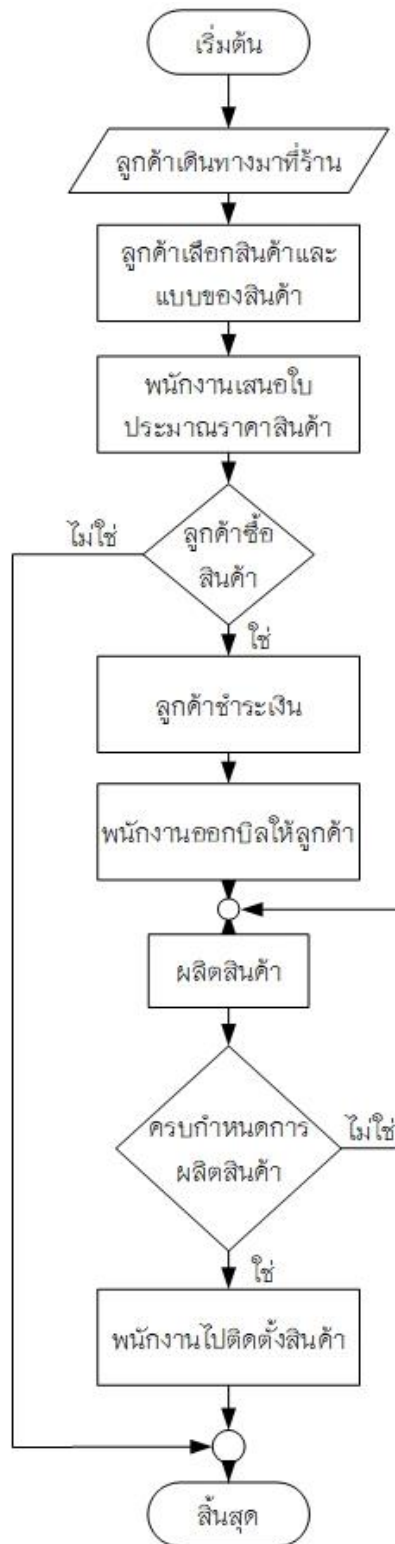 เริ่มต้น
ลูกค้าเดินทางมาที่ร้าน
ลูกค้าเลือกสินค้าและ
แบบของสินค้า
พนักงานเสนอใบ
ประมาณราคาสินค้า
ไม่ใช่
ลูกค้าซื้อ
สินค้า
ใช่
ลูกค้าชำระเงิน
พนักงานออกบิลให้ลูกค้า
ผลิตสินค้า
ครบกำหนดการ
ผลิตสินค้า
ไม่ใช่
ใช่
พนักงานไปติดตั้งสินค้า
สิ้นสุด